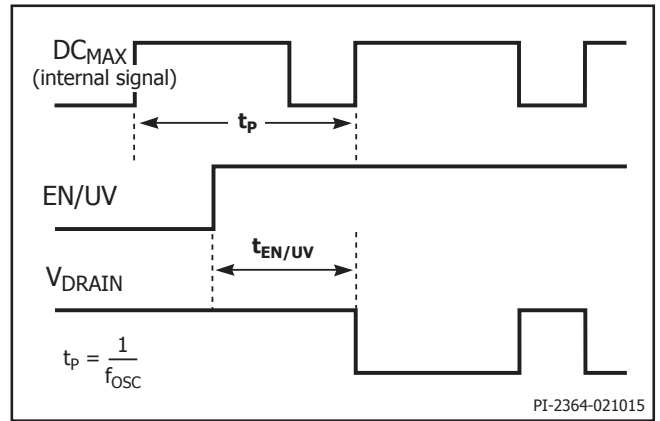 DCMAX
(internal signal)
tP
EN/UV
tEN/UV
VDRAIN
tP = 1
fOSC
PI-2364-021015